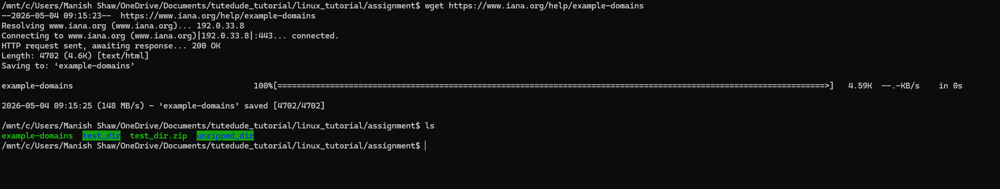 /mnt/c/Users/Manish Shaw/OneDrive/Documents/tutedude_tutorial/linux_tutorial/assignment$ wget https://www.iana.org/help/example-domains
--2026-05-04 09:15:23--  https://www.iana.org/help/example-domains
Resolving www.iana.org (www.iana.org)... 192.0.33.8
Connecting to www.iana.org (www.iana.org)|192.0.33.8|:443... connected.
HTTP request sent, awaiting response... 200 OK
Length: 4702 (4.6K) [text/html]
Saving to: ‘example-domains’
example-domains                                      100%[===================================================================================================================>]   4.59K  --.-KB/s    in 0s
2026-05-04 09:15:25 (148 MB/s) - ‘example-domains’ saved [4702/4702]
/mnt/c/Users/Manish Shaw/OneDrive/Documents/tutedude_tutorial/linux_tutorial/assignment$ ls
example-domains  test_dir  test_dir.zip  unzipped_dir
/mnt/c/Users/Manish Shaw/OneDrive/Documents/tutedude_tutorial/linux_tutorial/assignment$